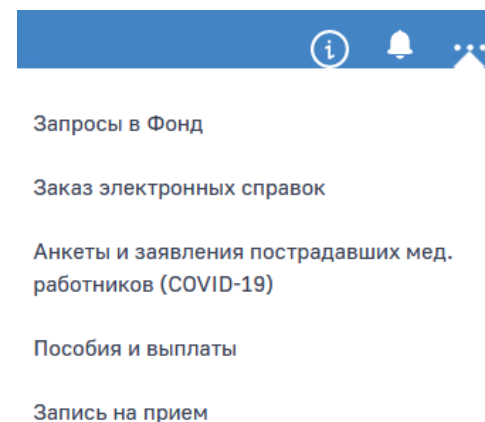 Запросы в Фонд
Заказ электронных справок
Анкеты и заявления пострадавших мед.
работников (COVID-19)
Пособия и выплаты
Запись на прием